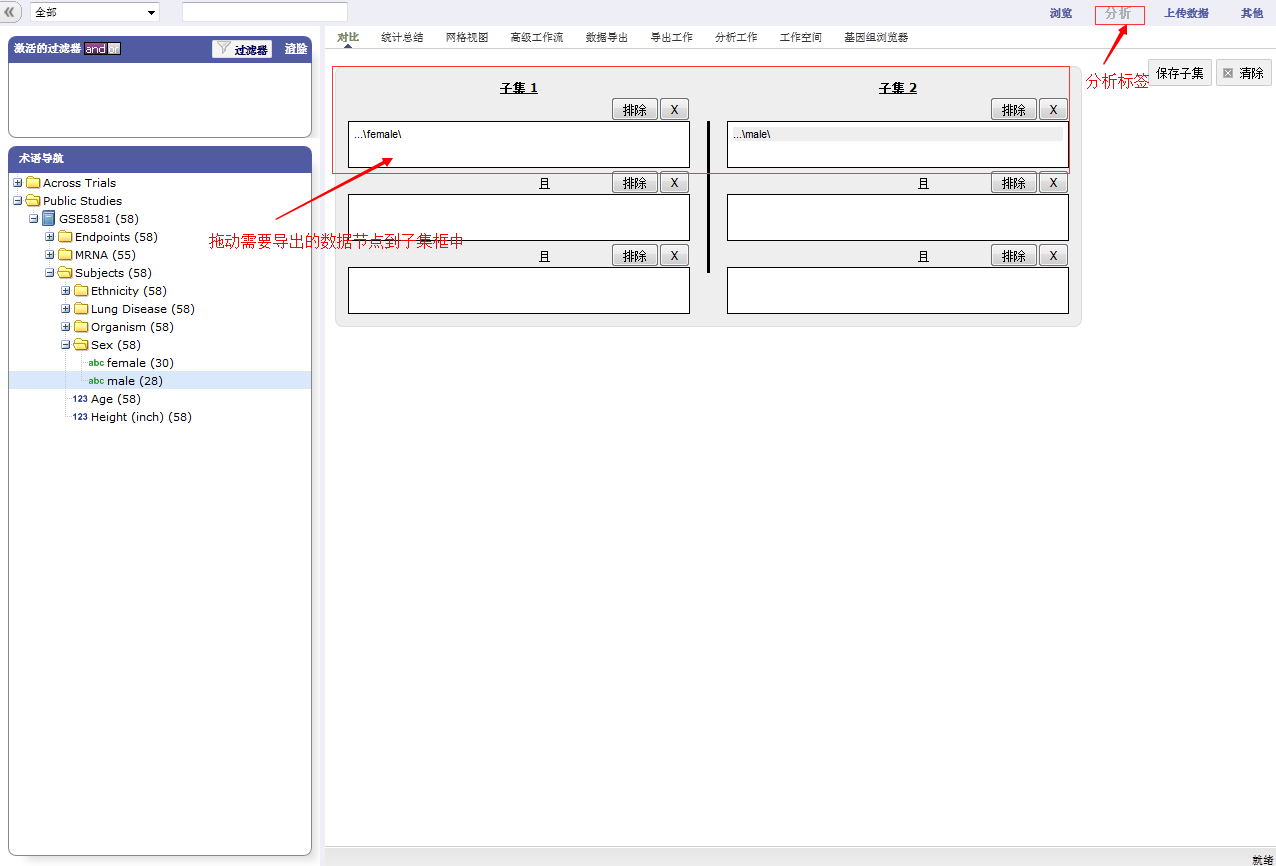 全部
浏览 分析 上传数据 其他
激活的过滤器 and or 过滤器 清除
对比 统计总结 网格视图 高级工作流 数据导出 导出工作 分析工作 工作空间 基因组浏览器
分析标签
保存子集 清除
术语导航
Across Trials
Public Studies
GSE8581 (58)
Endpoints (58)
MRNA (55)
Subjects (58)
Ethnicity (58)
Lung Disease (58)
Organism (58)
Sex (58)
abc female (30)
abc male (28)
123 Age (58)
123 Height (inch) (58)
子集 1
排除 X
...\female\
且 排除 X
且 排除 X
子集 2
排除 X
...\male\
且 排除 X
且 排除 X
拖动需要导出的数据节点到子集框中
就绪